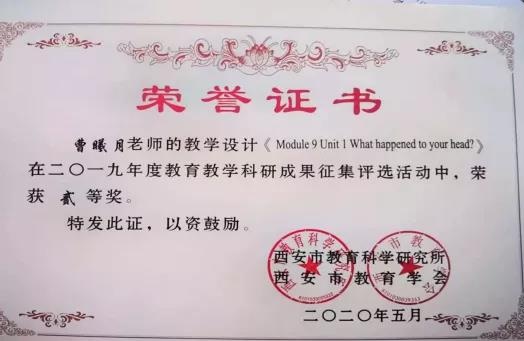 荣誉证书
曹曦月老师的教学设计《Module 9 Unit 1 What happened to your head?》
在二〇一九年度教育教学科研成果征集评选活动中，荣
获 贰 等奖。
特发此证，以资鼓励。
西安市教育科学研究所
西安市教育学会
二〇二〇年五月